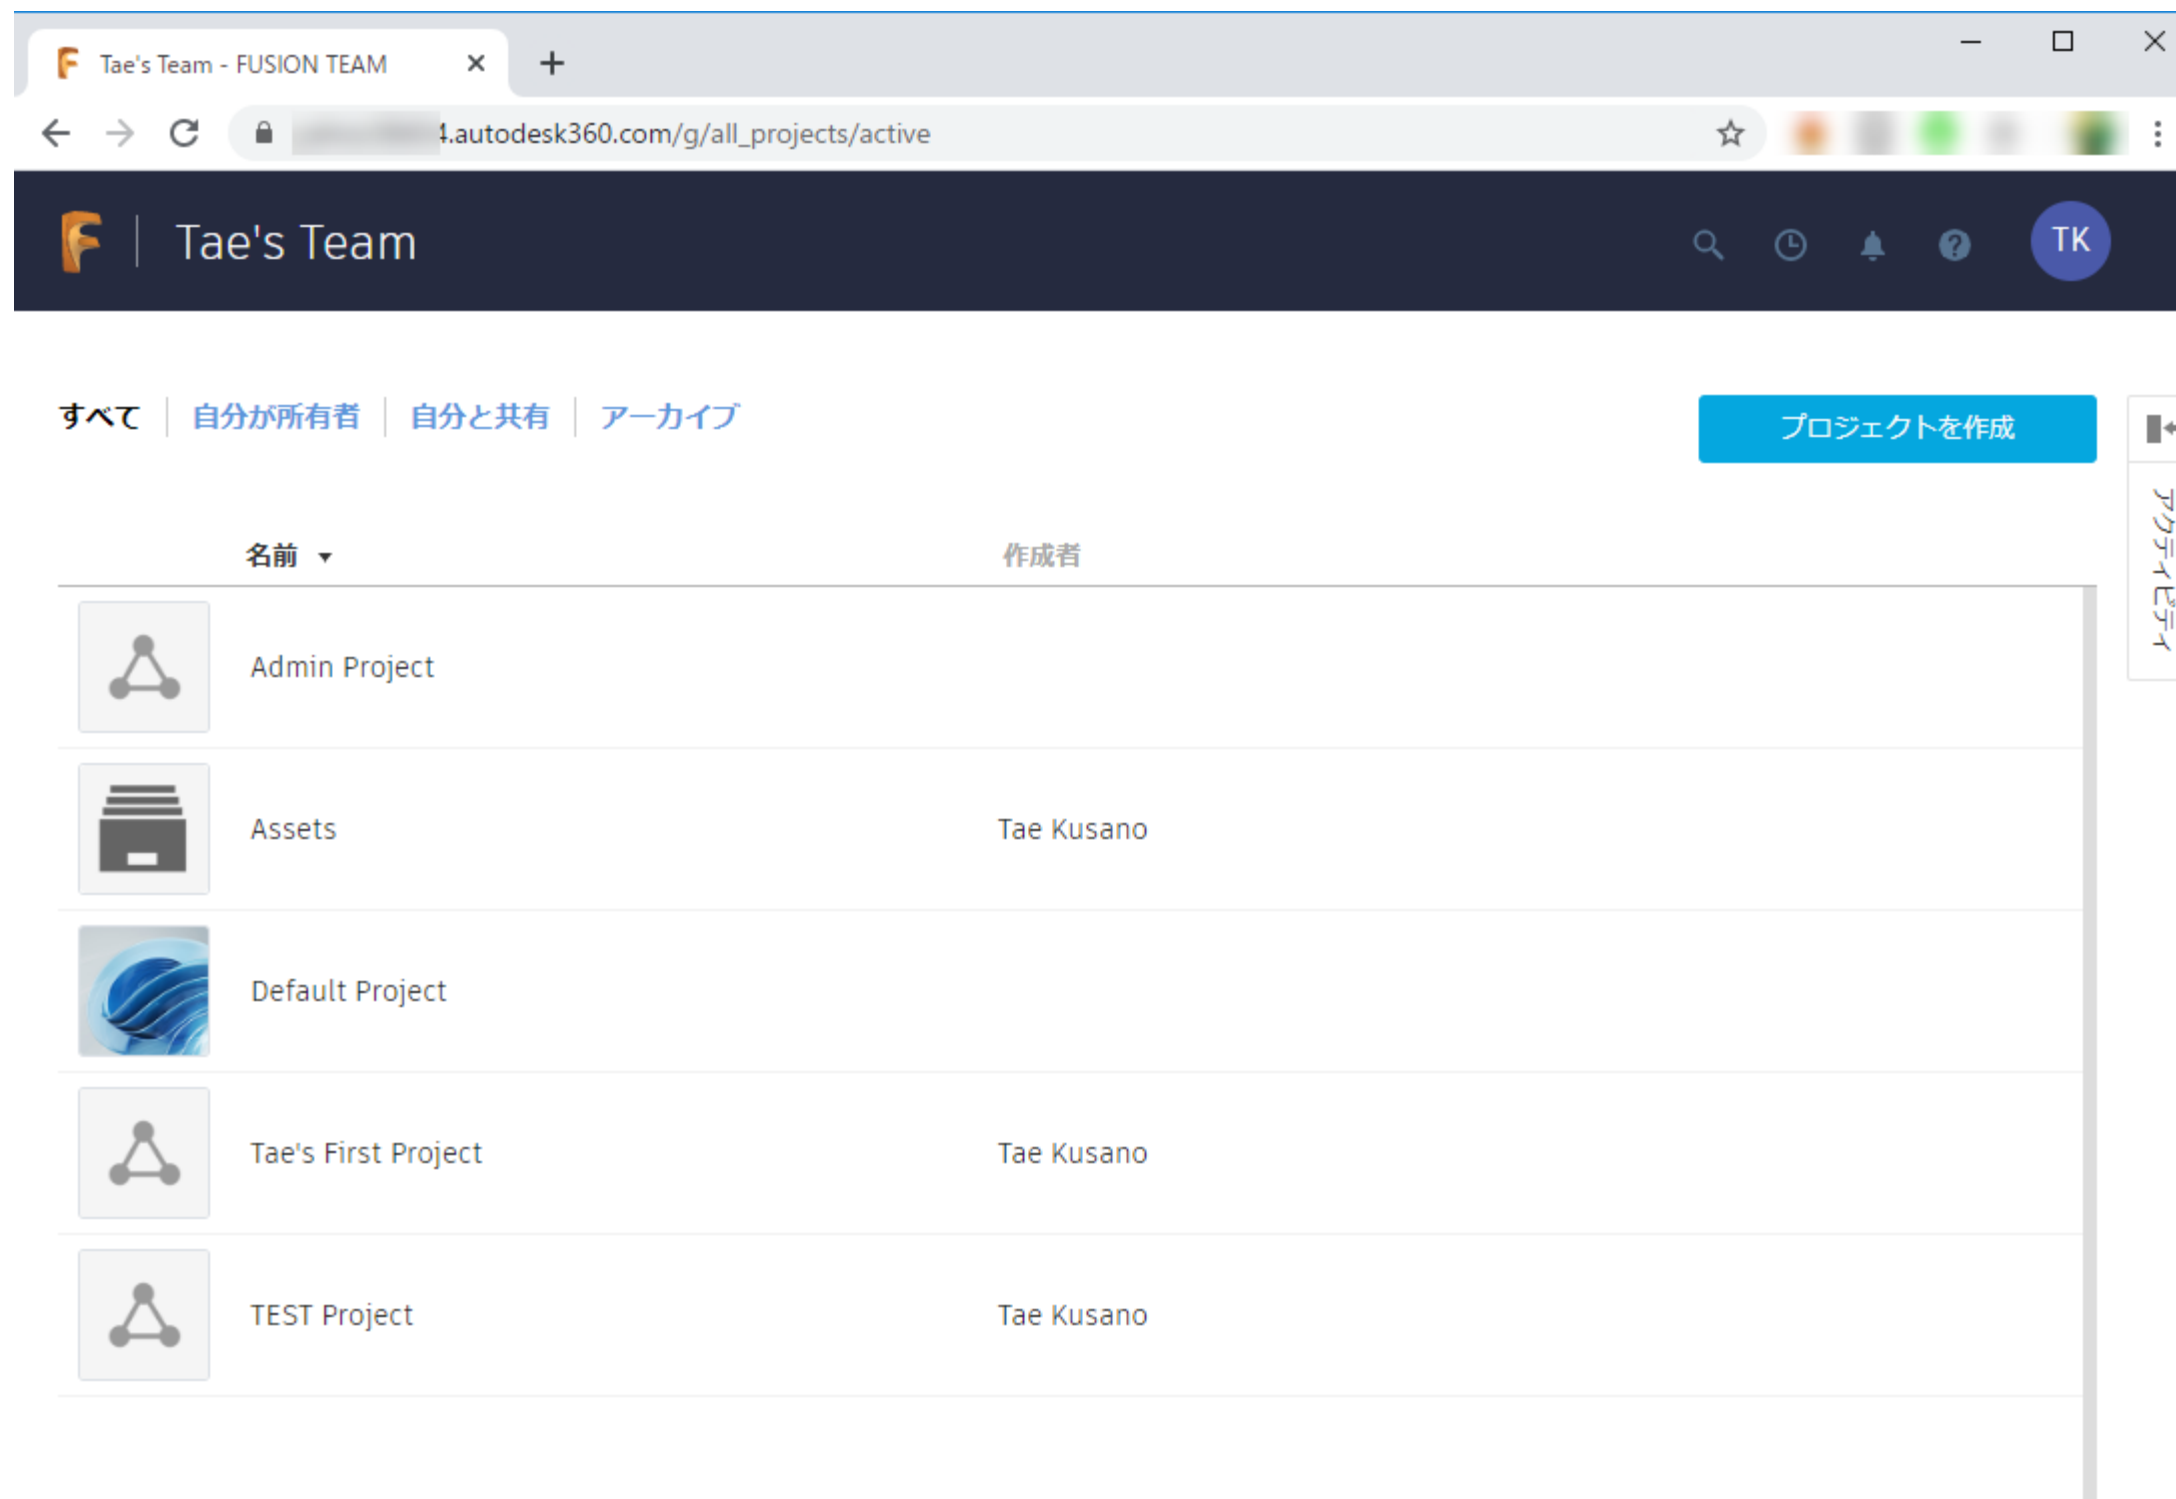 Tae's Team - FUSION TEAM
4.autodesk360.com/g/all_projects/active
Tae's Team
TK
すべて
自分が所有者
自分と共有
アーカイブ
プロジェクトを作成
アクティビティ
名前
作成者
Admin Project
Assets
Tae Kusano
Default Project
Tae's First Project
Tae Kusano
TEST Project
Tae Kusano